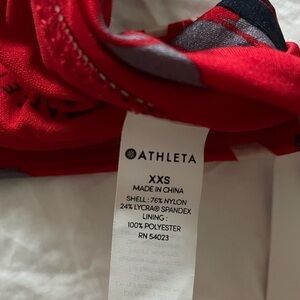 ATHLETA
XXS
MADE IN CHINA
SHELL: 76% NYLON
24% LYCRA® SPANDEX
LINING:
100% POLYESTER
RN 54023